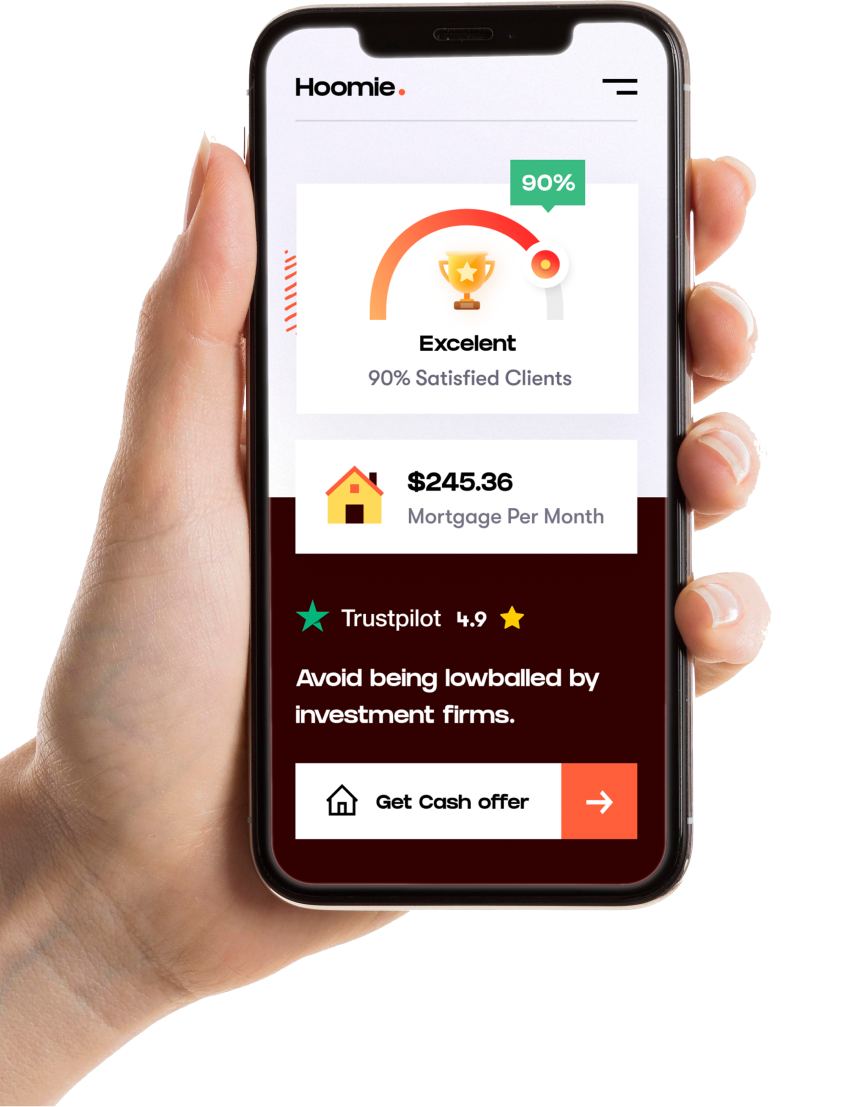 Hoomie.
90%
Excelent
90% Satisfied Clients
$245.36
Mortgage Per Month
Trustpilot 4.9
Avoid being lowballed by
investment firms.
Get Cash offer